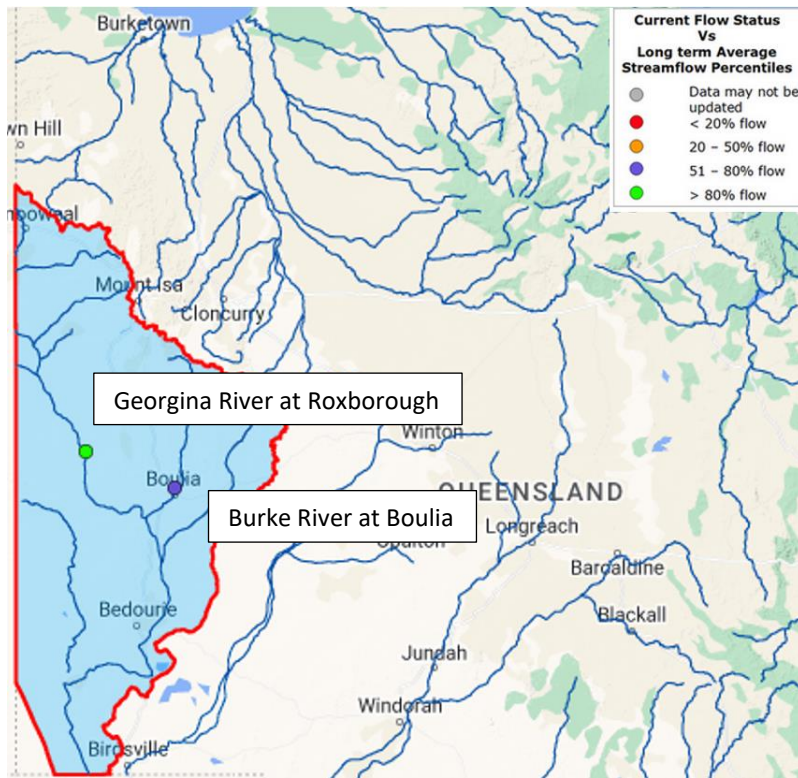 Burketown
Current Flow Status
Vs
Long term Average
Streamflow Percentiles
Data may not be
updated
< 20% flow
20 – 50% flow
51 – 80% flow
> 80% flow
wn Hill
Mount Isa
Cloncurry
Georgina River at Roxborough
Winton
Boulia
QUEENSLAND
Burke River at Boulia
Longreach
Barcaldine
Blackall
Bedourie
Jundah
Windorah
Birdsville